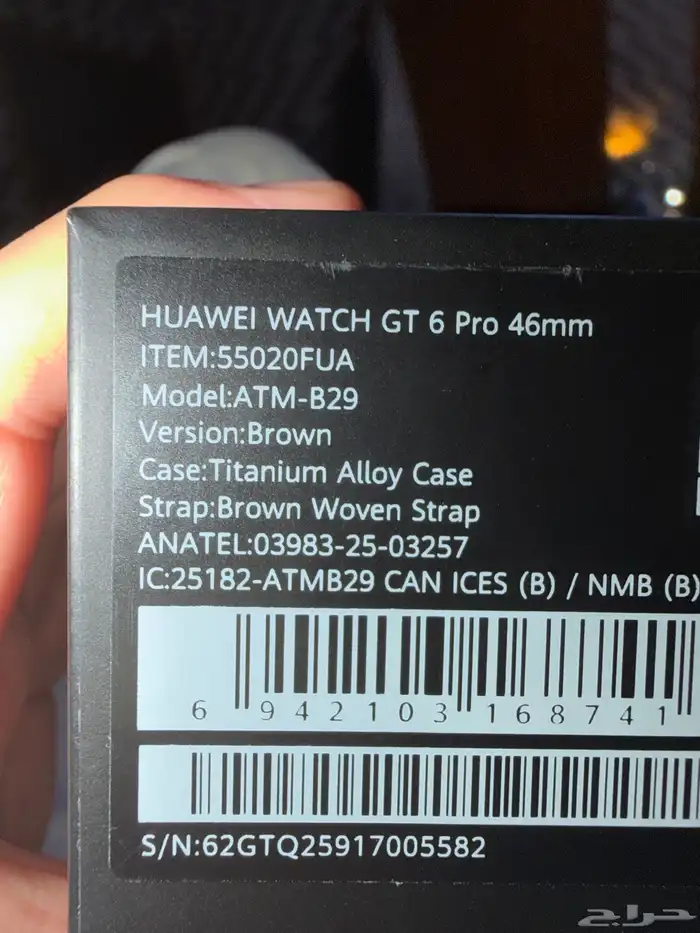 HUAWEI WATCH GT 6 Pro 46mm
ITEM:55020FUA
Model:ATM-B29
Version:Brown
Case:Titanium Alloy Case
Strap:Brown Woven Strap
ANATEL:03983-25-03257
IC:25182-ATMB29 CAN ICES (B) / NMB (B)
6 942103 168741
S/N:62GTQ25917005582
حراج